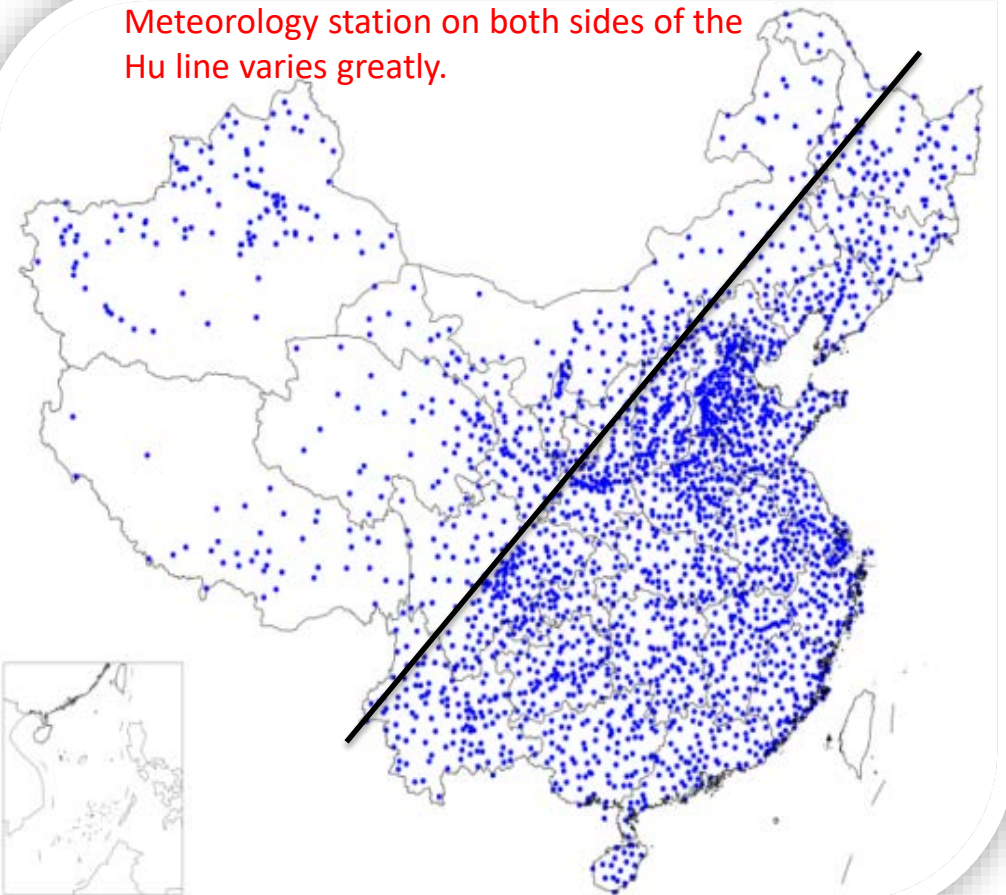 Meteorology station on both sides of the
Hu line varies greatly.